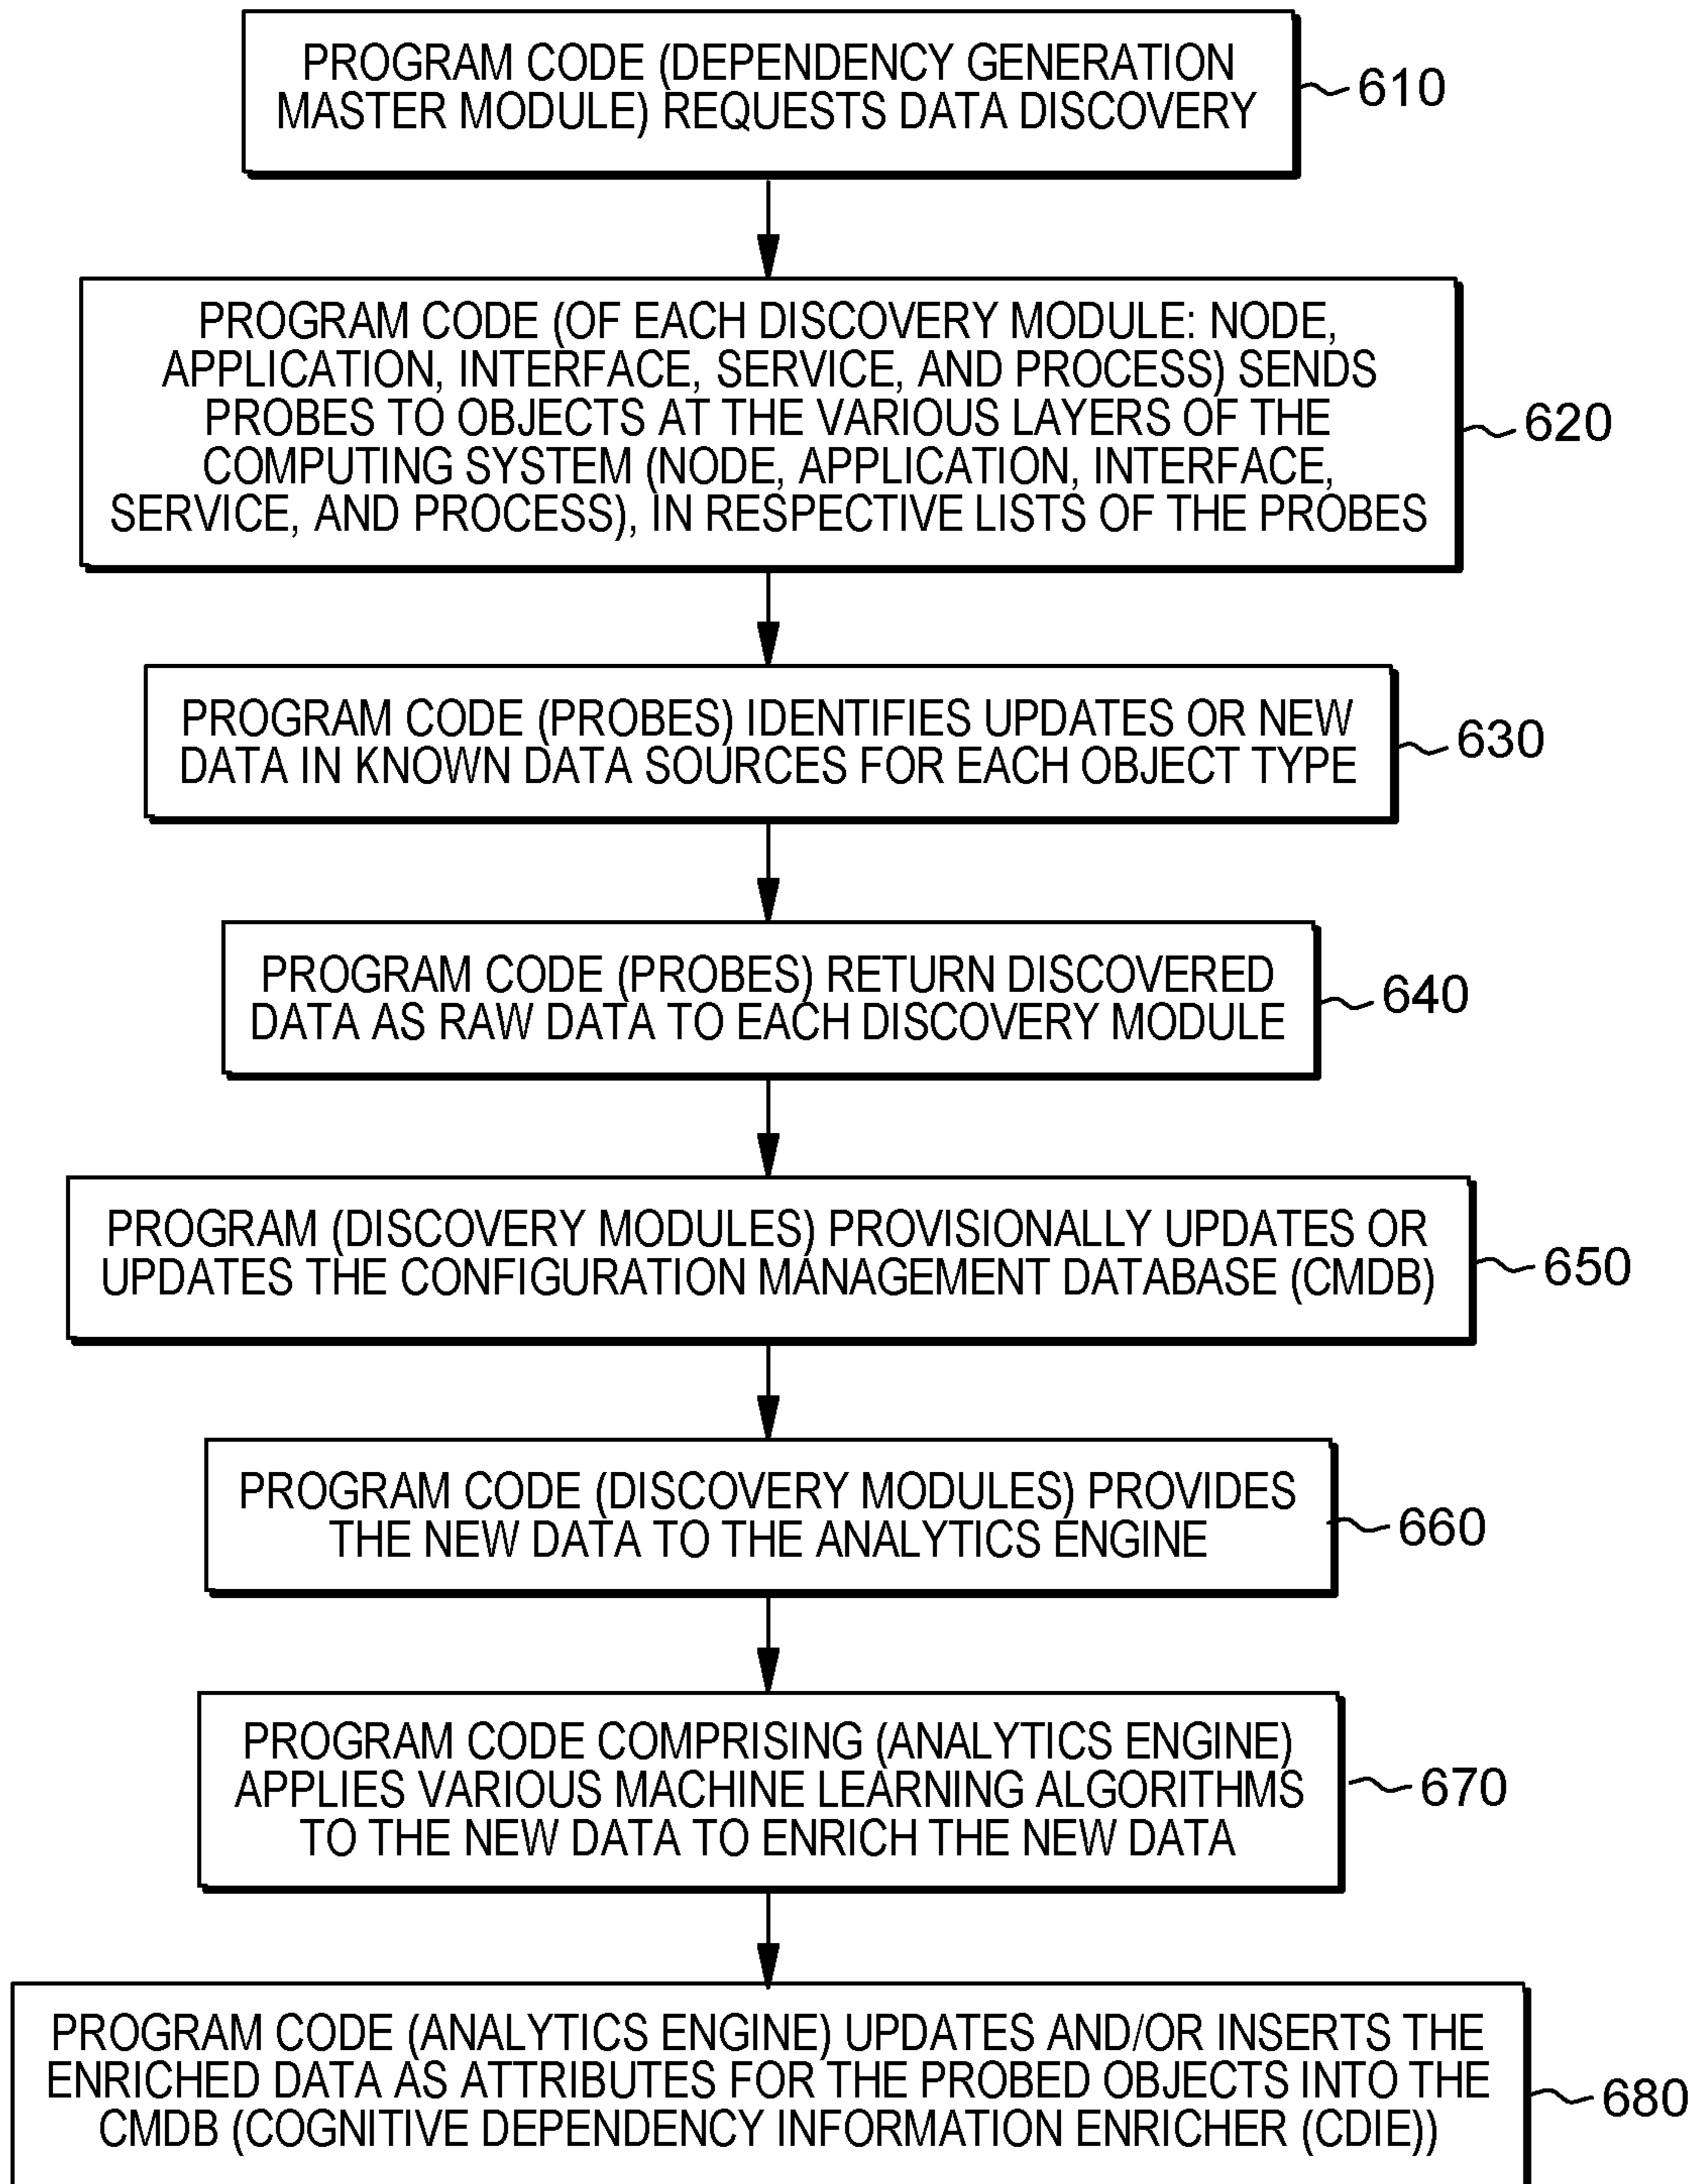 PROGRAM CODE (DEPENDENCY GENERATION
MASTER MODULE) REQUESTS DATA DISCOVERY
610
PROGRAM CODE (OF EACH DISCOVERY MODULE: NODE,
APPLICATION, INTERFACE, SERVICE, AND PROCESS) SENDS
PROBES TO OBJECTS AT THE VARIOUS LAYERS OF THE
COMPUTING SYSTEM (NODE, APPLICATION, INTERFACE,
SERVICE, AND PROCESS), IN RESPECTIVE LISTS OF THE PROBES
620
PROGRAM CODE (PROBES) IDENTIFIES UPDATES OR NEW
DATA IN KNOWN DATA SOURCES FOR EACH OBJECT TYPE
630
PROGRAM CODE (PROBES) RETURN DISCOVERED
DATA AS RAW DATA TO EACH DISCOVERY MODULE
640
PROGRAM (DISCOVERY MODULES) PROVISIONALLY UPDATES OR
UPDATES THE CONFIGURATION MANAGEMENT DATABASE (CMDB)
650
PROGRAM CODE (DISCOVERY MODULES) PROVIDES
THE NEW DATA TO THE ANALYTICS ENGINE
660
PROGRAM CODE COMPRISING (ANALYTICS ENGINE)
APPLIES VARIOUS MACHINE LEARNING ALGORITHMS
TO THE NEW DATA TO ENRICH THE NEW DATA
670
PROGRAM CODE (ANALYTICS ENGINE) UPDATES AND/OR INSERTS THE
ENRICHED DATA AS ATTRIBUTES FOR THE PROBED OBJECTS INTO THE
CMDB (COGNITIVE DEPENDENCY INFORMATION ENRICHER (CDIE))
680